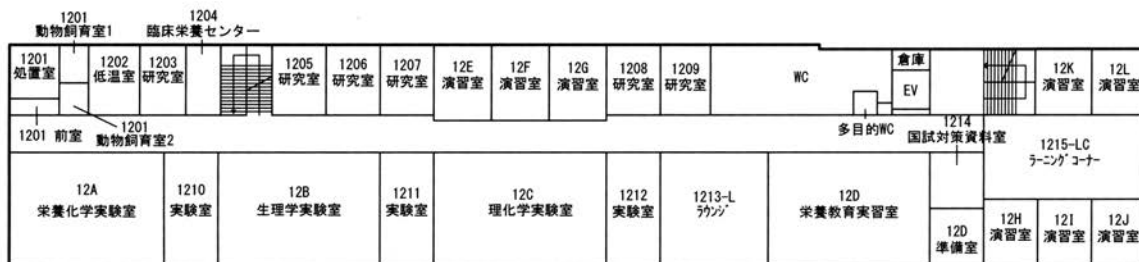 1201
動物飼育室1
1204
臨床栄養センター
1201
処置室
1202
低温室
1203
研究室
1205
研究室
1206
研究室
1207
研究室
12E
演習室
12F
演習室
12G
演習室
1208
研究室
1209
研究室
WC
倉庫
EV
12K
演習室
12L
演習室
1201 前室
1201
動物飼育室2
多目的WC
1214
国試対策資料室
1215-LC
ラーニングコーナー
12A
栄養化学実験室
1210
実験室
12B
生理学実験室
1211
実験室
12C
理化学実験室
1212
実験室
1213-L
ラウンジ
12D
栄養教育実習室
12D
準備室
12H
演習室
12I
演習室
12J
演習室